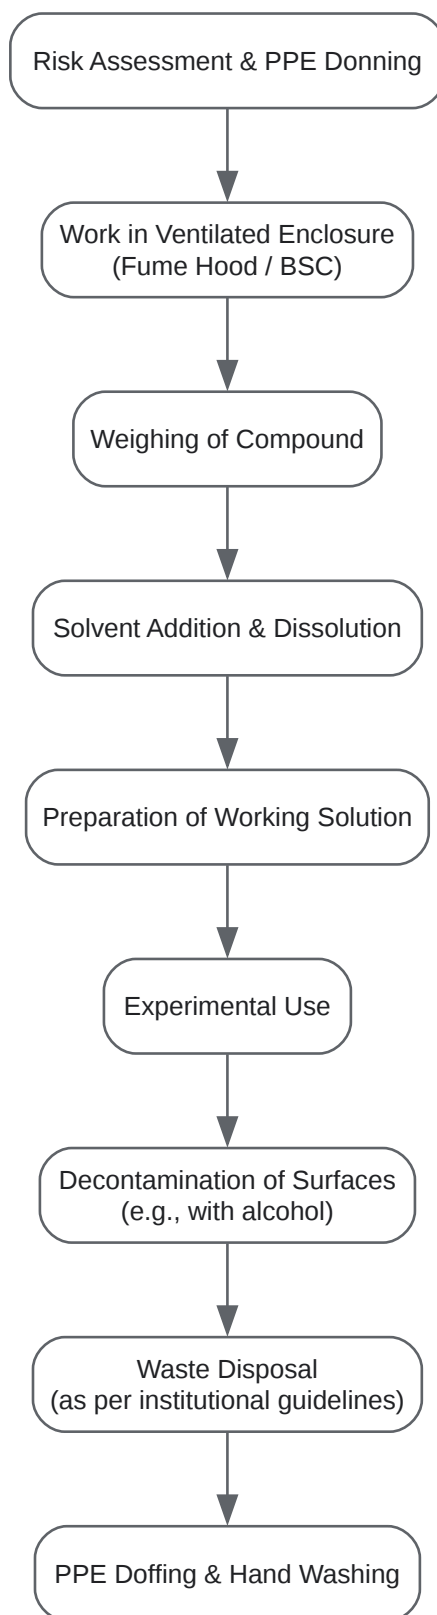 Risk Assessment & PPE Donning
Work in Ventilated Enclosure
(Fume Hood / BSC)
Weighing of Compound
Solvent Addition & Dissolution
Preparation of Working Solution
Experimental Use
Decontamination of Surfaces
(e.g., with alcohol)
Waste Disposal
(as per institutional guidelines)
PPE Doffing & Hand Washing